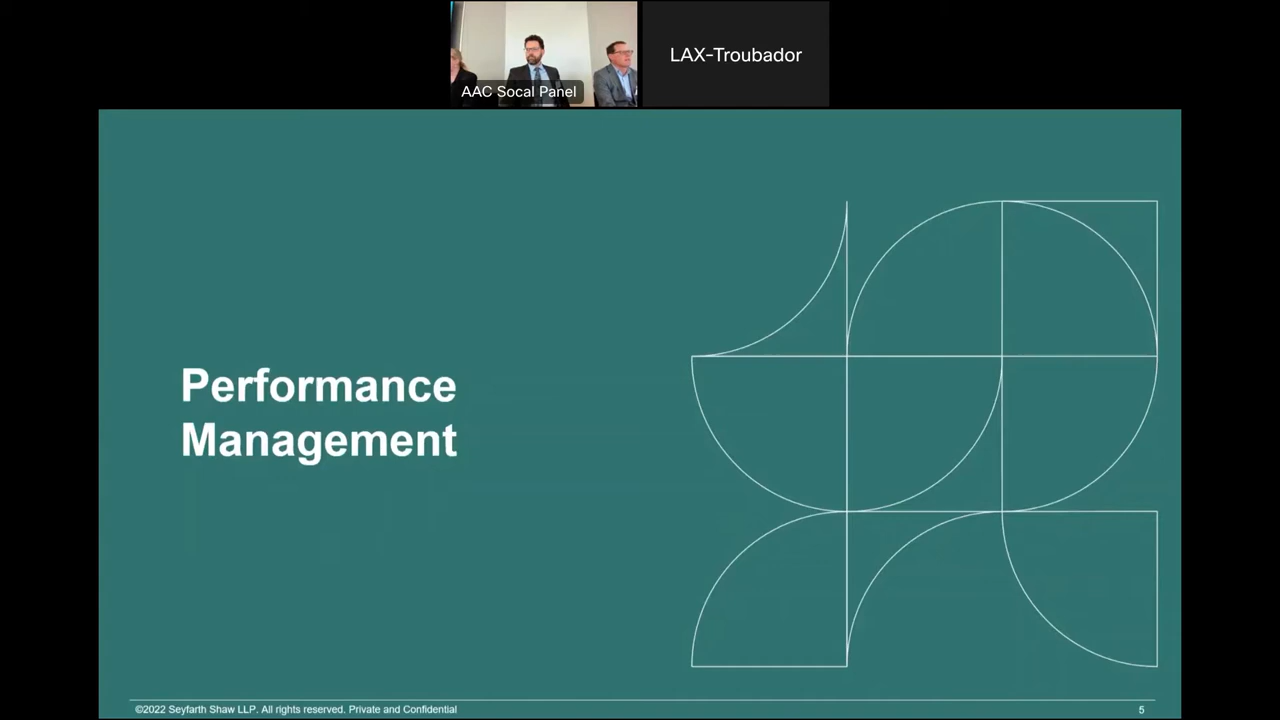 AAC Socal Panel
LAX-Troubador
Performance
Management
©2022 Seyfarth Shaw LLP. All rights reserved. Private and Confidential
5